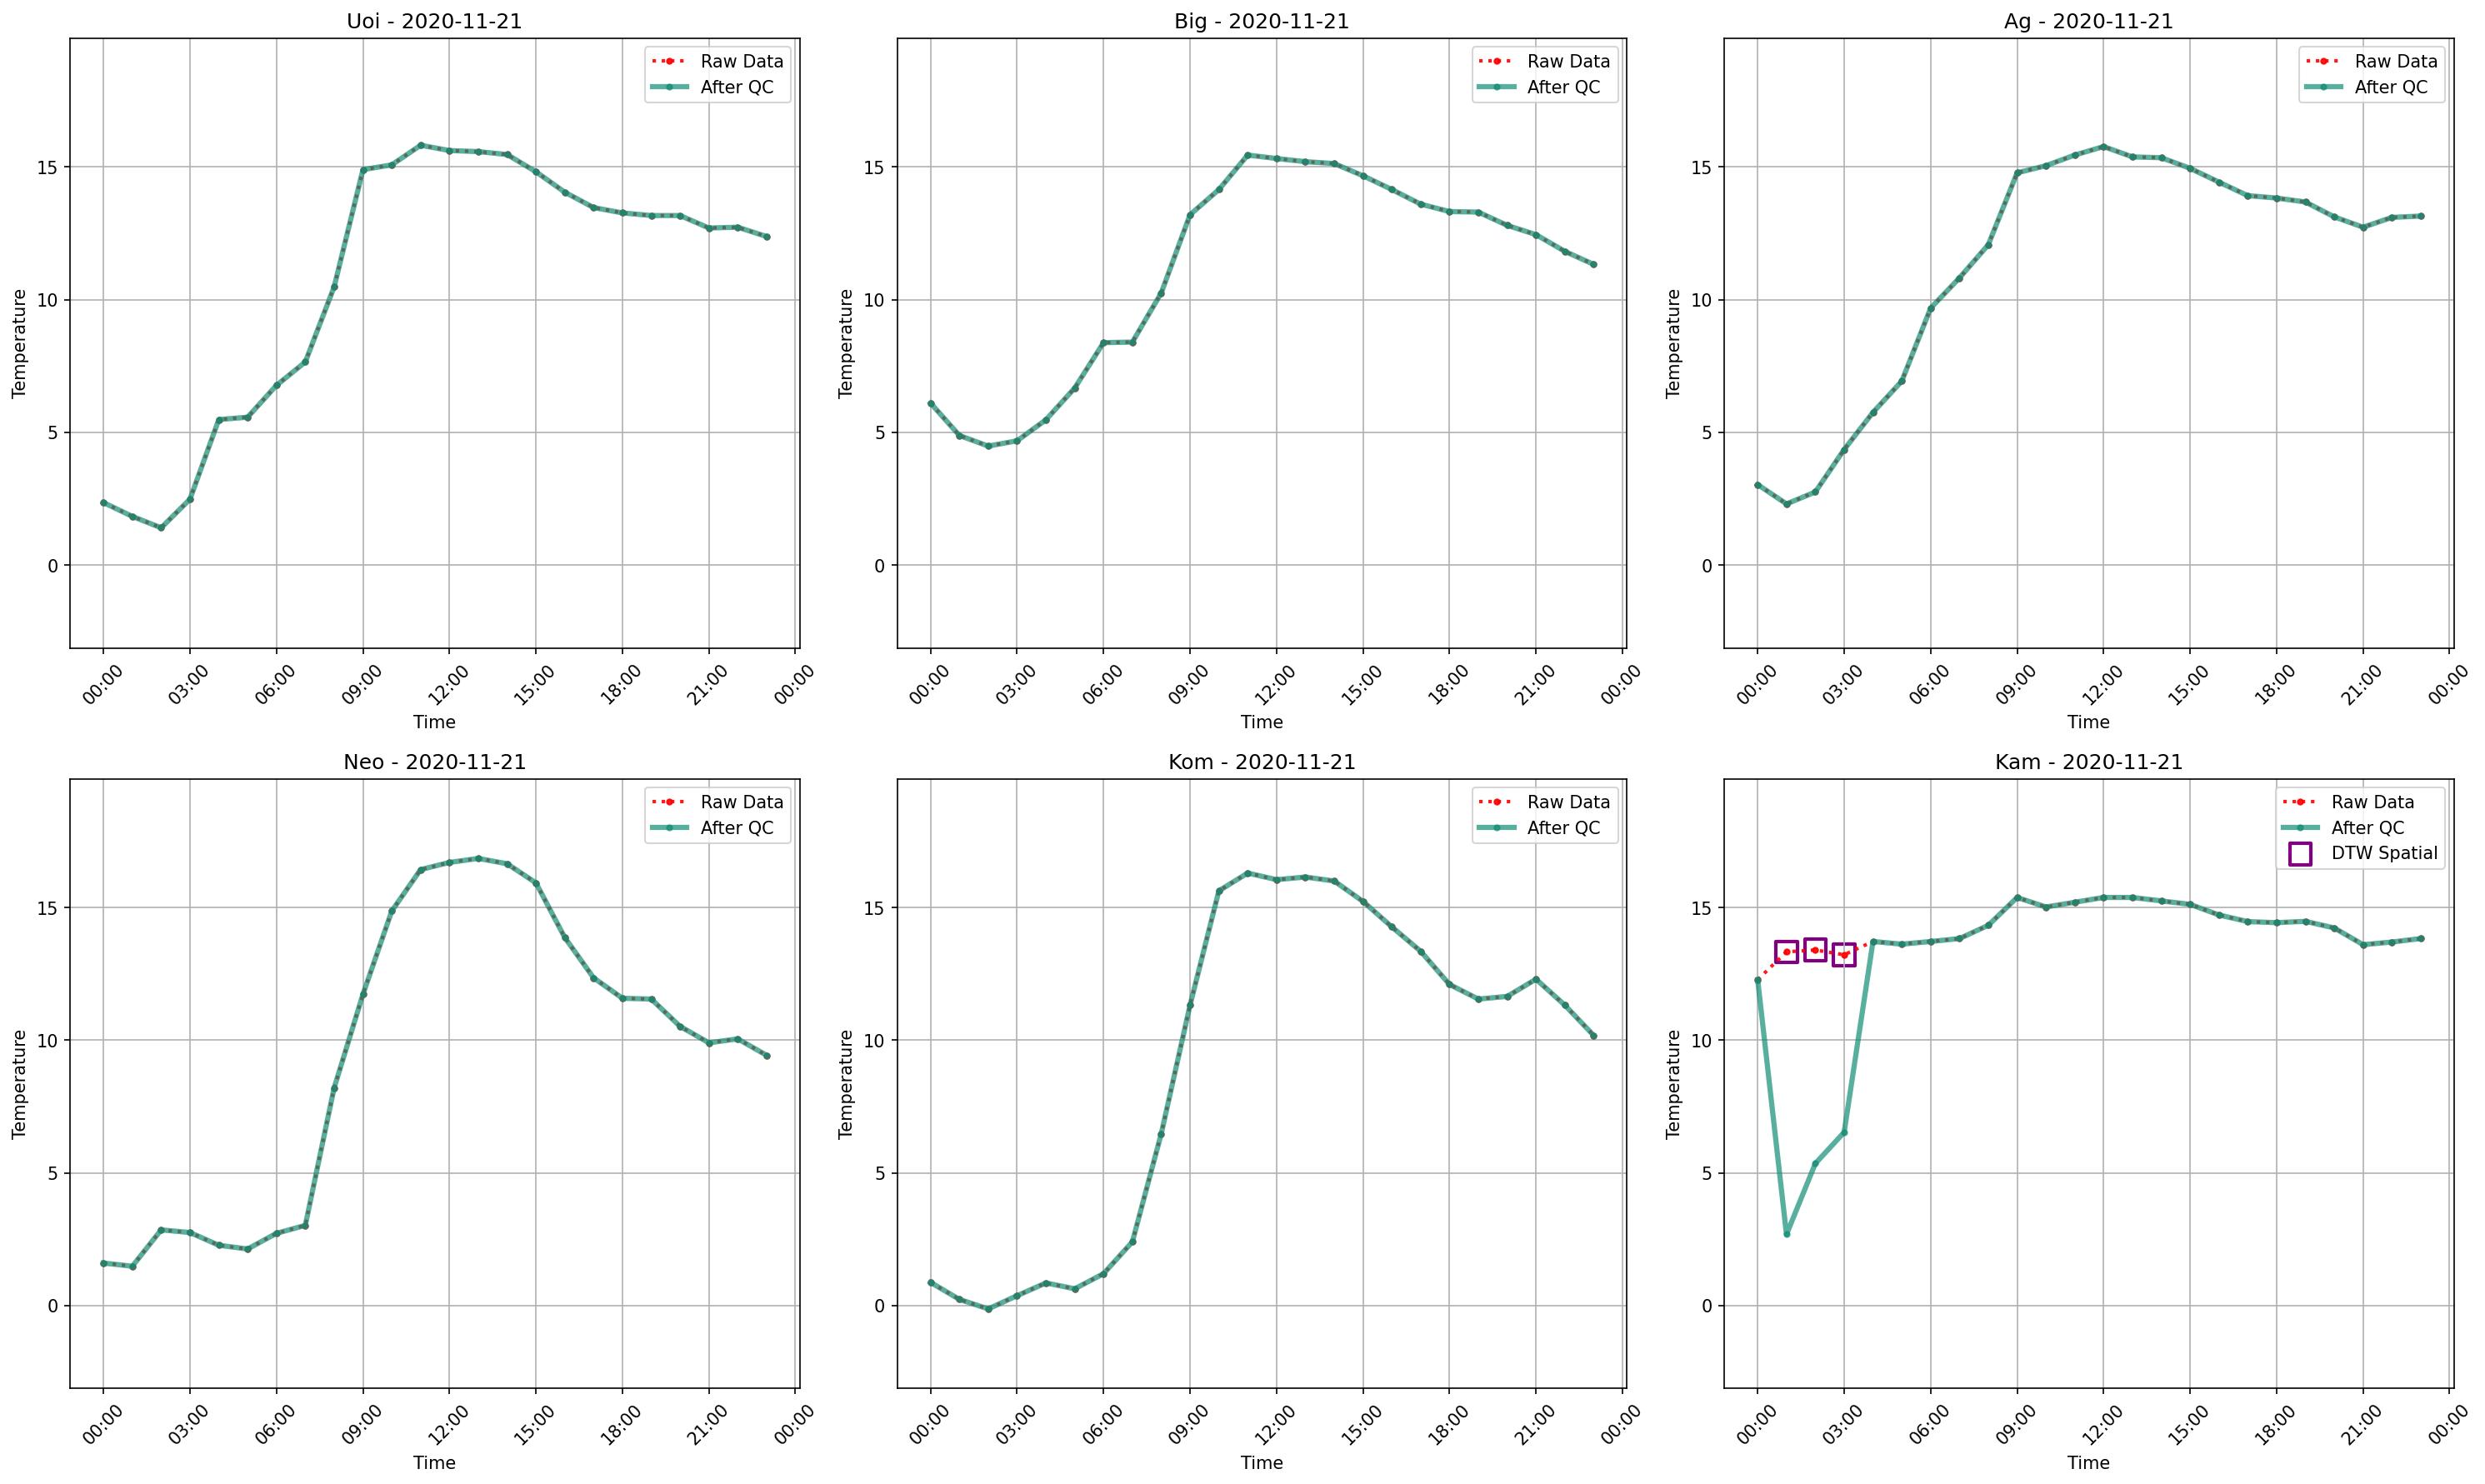 Uoi - 2020-11-21
Raw Data
After QC
Temperature
15
10
5
0
00:00 03:00 06:00 09:00 12:00 15:00 18:00 21:00 00:00
Time
Big - 2020-11-21
Raw Data
After QC
Temperature
15
10
5
0
00:00 03:00 06:00 09:00 12:00 15:00 18:00 21:00 00:00
Time
Ag - 2020-11-21
Raw Data
After QC
Temperature
15
10
5
0
00:00 03:00 06:00 09:00 12:00 15:00 18:00 21:00 00:00
Time
Neo - 2020-11-21
Raw Data
After QC
Temperature
15
10
5
0
00:00 03:00 06:00 09:00 12:00 15:00 18:00 21:00 00:00
Time
Kom - 2020-11-21
Raw Data
After QC
Temperature
15
10
5
0
00:00 03:00 06:00 09:00 12:00 15:00 18:00 21:00 00:00
Time
Kam - 2020-11-21
Raw Data
After QC
DTW Spatial
Temperature
15
10
5
0
00:00 03:00 06:00 09:00 12:00 15:00 18:00 21:00 00:00
Time